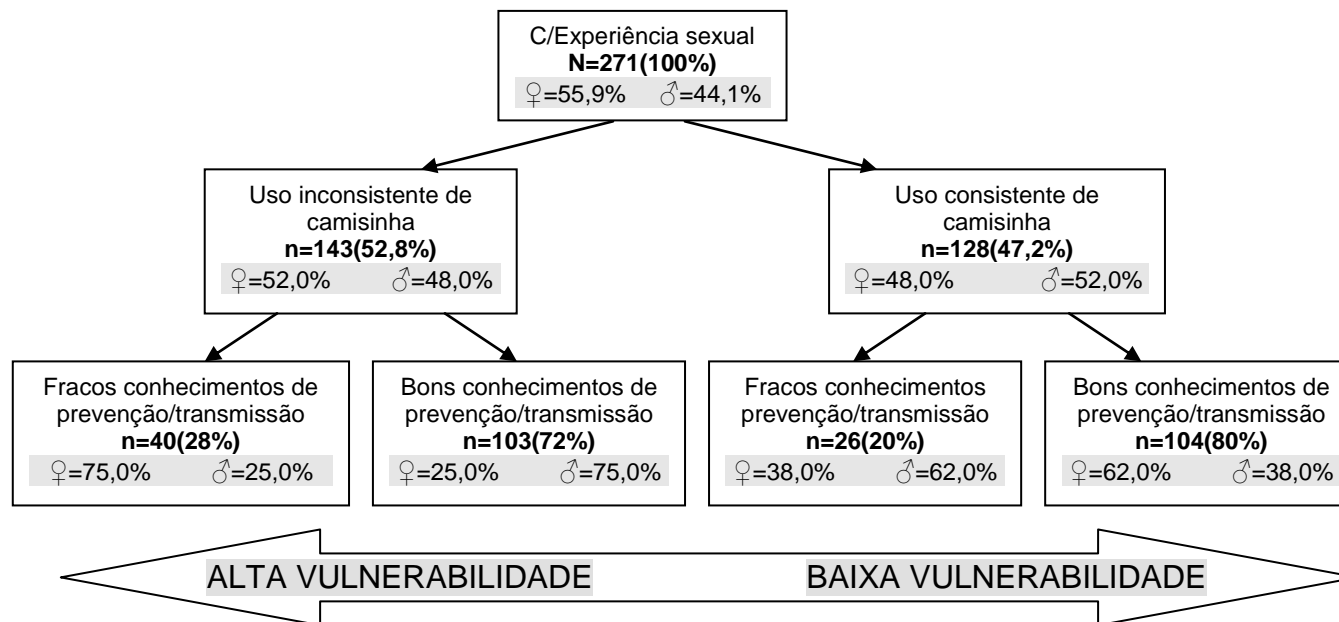 C/Experiência sexual
N=271(100%)
♀=55,9% ♂=44,1%
Uso inconsistente de
camisinha
n=143(52,8%)
♀=52,0% ♂=48,0%
Uso consistente de
camisinha
n=128(47,2%)
♀=48,0% ♂=52,0%
Fracos conhecimentos de
prevenção/transmissão
n=40(28%)
♀=75,0% ♂=25,0%
Bons conhecimentos de
prevenção/transmissão
n=103(72%)
♀=25,0% ♂=75,0%
Fracos conhecimentos
prevenção/transmissão
n=26(20%)
♀=38,0% ♂=62,0%
Bons conhecimentos de
prevenção/transmissão
n=104(80%)
♀=62,0% ♂=38,0%
ALTA VULNERABILIDADE BAIXA VULNERABILIDADE